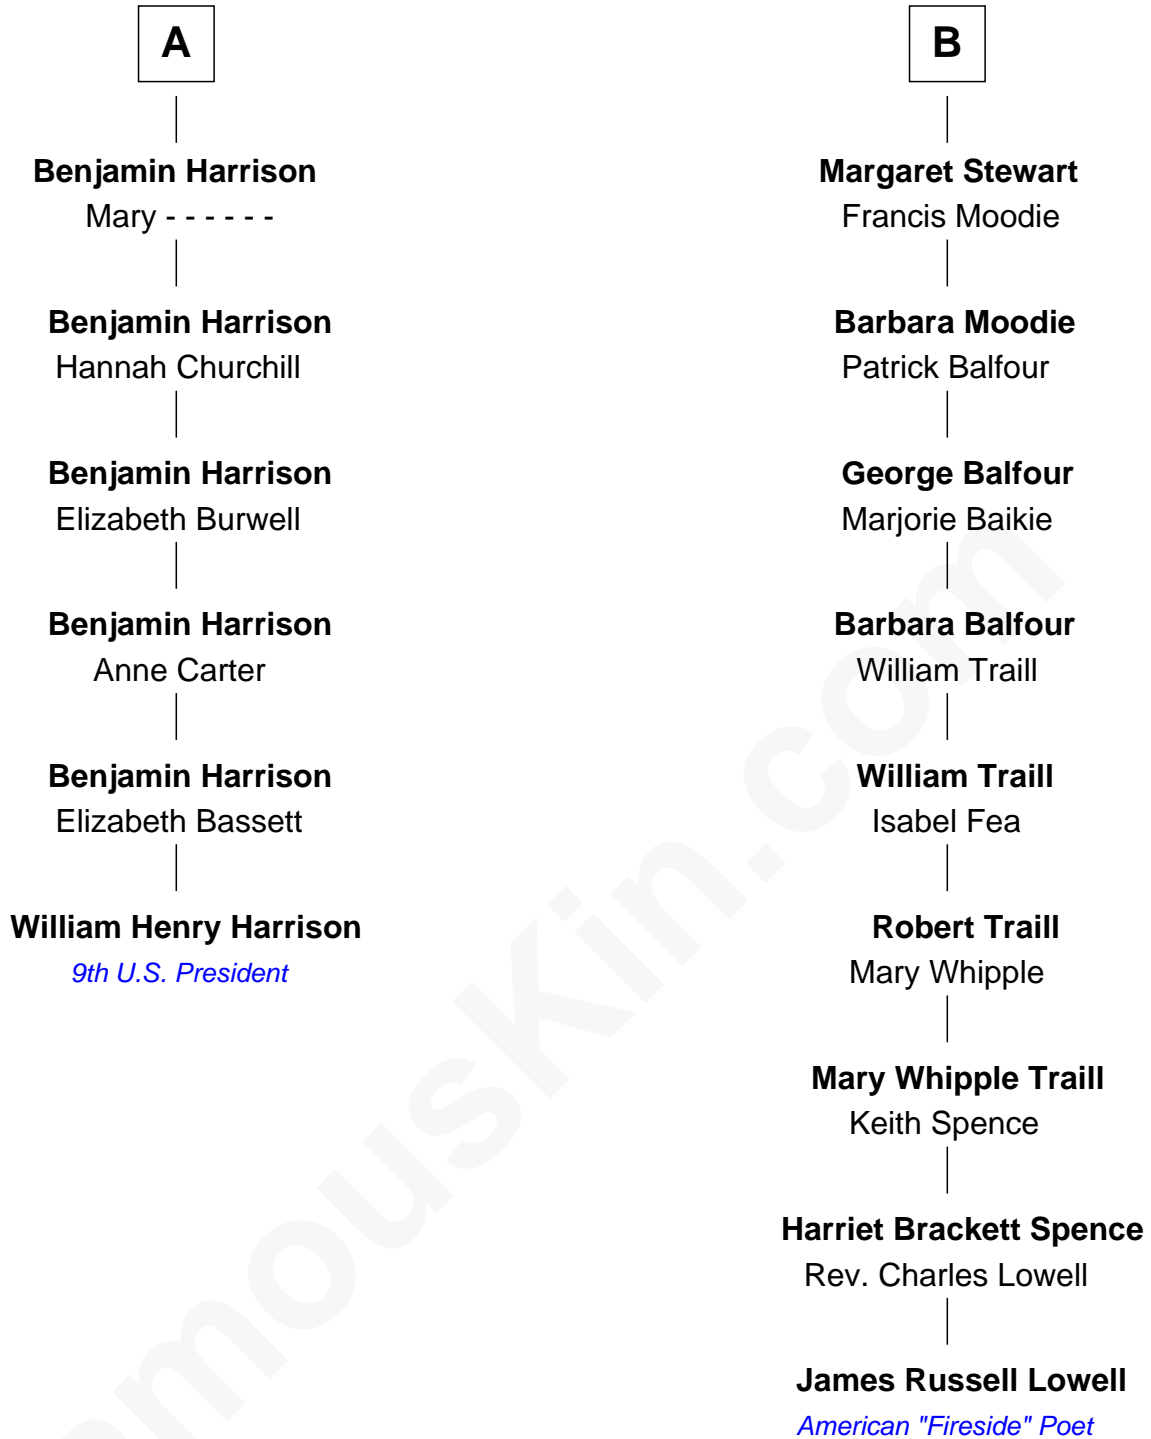 A
Benjamin Harrison
Mary - - - - - -
Benjamin Harrison
Hannah Churchill
Benjamin Harrison
Elizabeth Burwell
Benjamin Harrison
Anne Carter
Benjamin Harrison
Elizabeth Bassett
William Henry Harrison
9th U.S. President
B
Margaret Stewart
Francis Moodie
Barbara Moodie
Patrick Balfour
George Balfour
Marjorie Baikie
Barbara Balfour
William Traill
William Traill
Isabel Fea
Robert Traill
Mary Whipple
Mary Whipple Traill
Keith Spence
Harriet Brackett Spence
Rev. Charles Lowell
James Russell Lowell
American "Fireside" Poet
amouskin.com